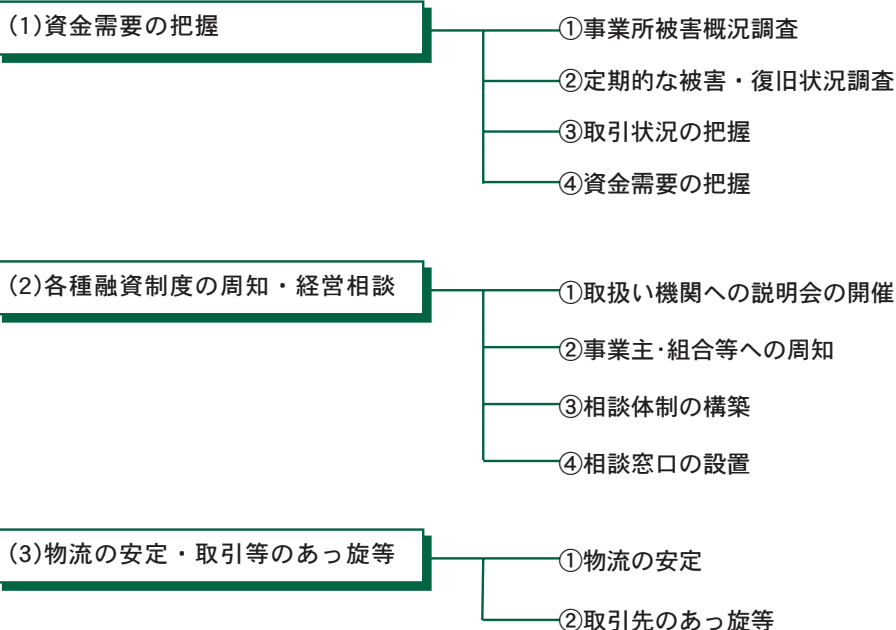 (1)資金需要の把握
①事業所被害概況調査
②定期的な被害・復旧状況調査
③取引状況の把握
④資金需要の把握
(2)各種融資制度の周知・経営相談
①取扱い機関への説明会の開催
②事業主・組合等への周知
③相談体制の構築
④相談窓口の設置
(3)物流の安定・取引等のあっ旋等
①物流の安定
②取引先のあっ旋等